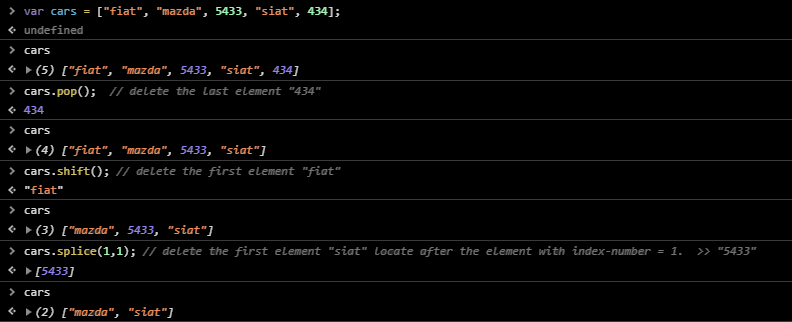 var cars = ["fiat", "mazda", 5433, "siat", 434];
undefined
cars
(5) ["fiat", "mazda", 5433, "siat", 434]
cars.pop();  // delete the last element "434"
434
cars
(4) ["fiat", "mazda", 5433, "siat"]
cars.shift(); // delete the first element "fiat"
"fiat"
cars
(3) ["mazda", 5433, "siat"]
cars.splice(1,1); // delete the first element "siat" locate after the element with index-number = 1.  >> "5433"
[5433]
cars
(2) ["mazda", "siat"]